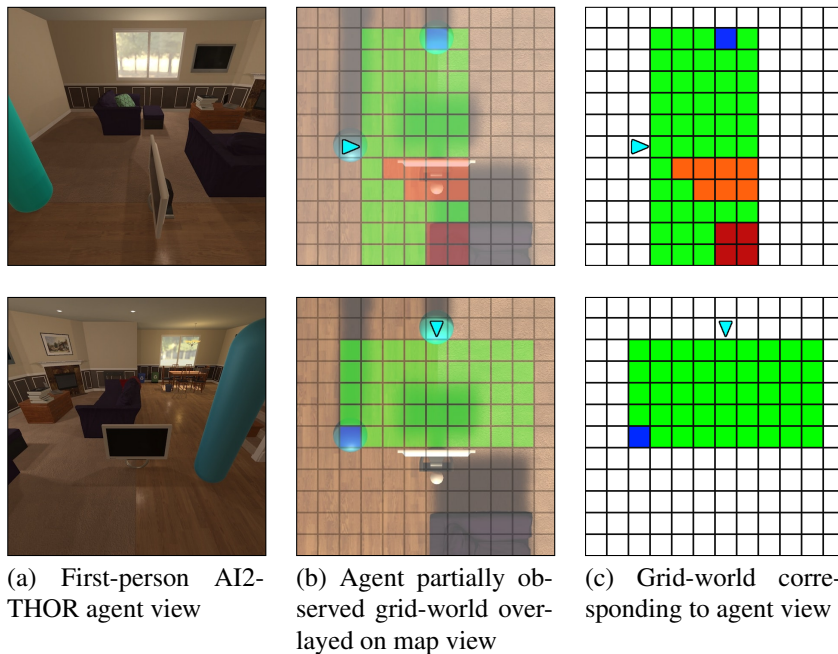 (a) First-person AI2-
THOR agent view
(b) Agent partially ob-
served grid-world over-
layed on map view
(c) Grid-world corre-
sponding to agent view